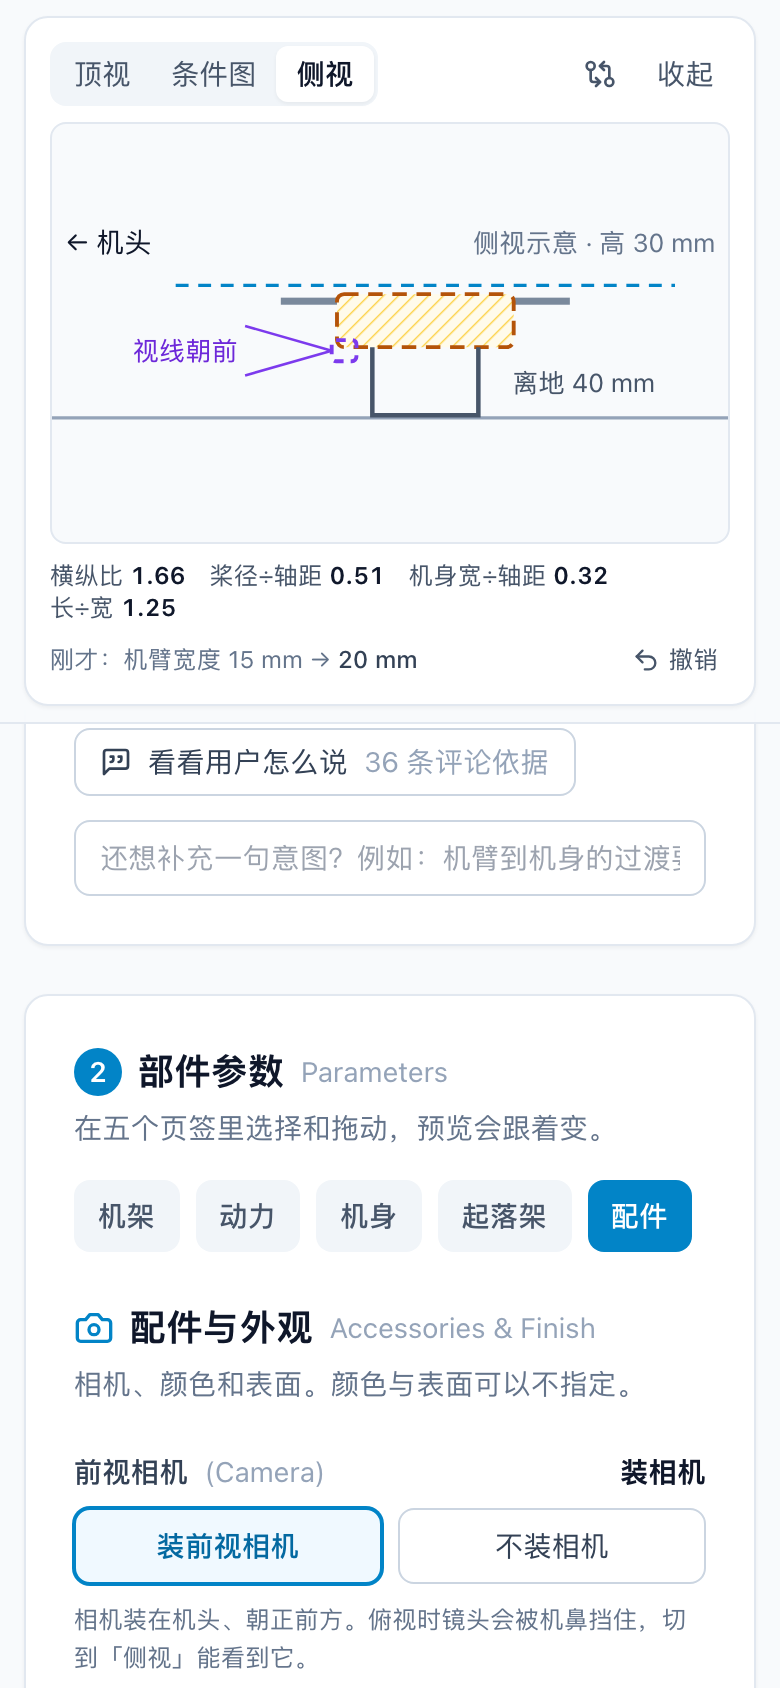 顶视 条件图 侧视 收起
← 机头 侧视示意 · 高 30 mm
视线朝前
离地 40 mm
横纵比 1.66 桨径÷轴距 0.51 机身宽÷轴距 0.32
长÷宽 1.25
刚才：机臂宽度 15 mm → 20 mm 撤销
看看用户怎么说 36 条评论依据
还想补充一句意图？例如：机臂到机身的过渡
2 部件参数 Parameters
在五个页签里选择和拖动，预览会跟着变。
机架 动力 机身 起落架 配件
配件与外观 Accessories & Finish
相机、颜色和表面。颜色与表面可以不指定。
前视相机 (Camera) 装相机
装前视相机 不装相机
相机装在机头、朝正前方。俯视时镜头会被机鼻挡住，切
到「侧视」能看到它。